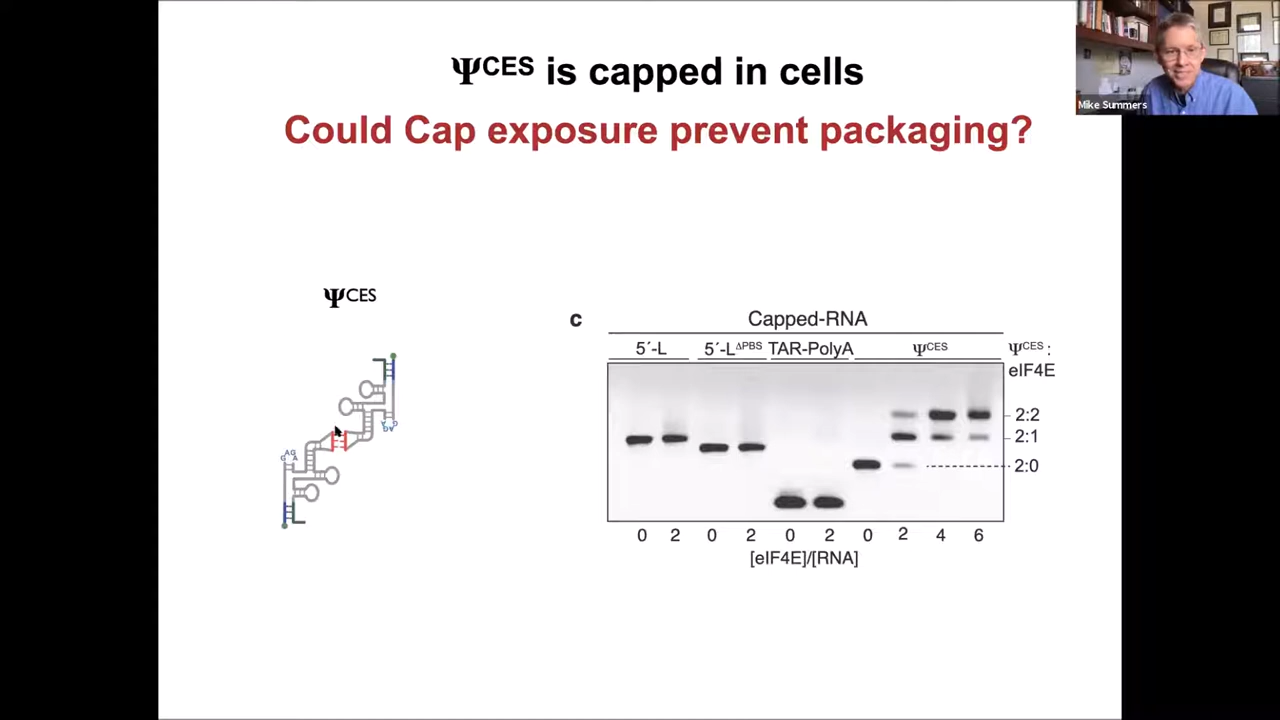 ΨCES is capped in cells
Could Cap exposure prevent packaging?
Mike Summers
ΨCES
G AG A
G AG A
c
Capped-RNA
5´-L 5´-LΔPBS TAR-PolyA ΨCES
ΨCES :
eIF4E
2:2
2:1
2:0
0 2 0 2 0 2 0 2 4 6
[eIF4E]/[RNA]